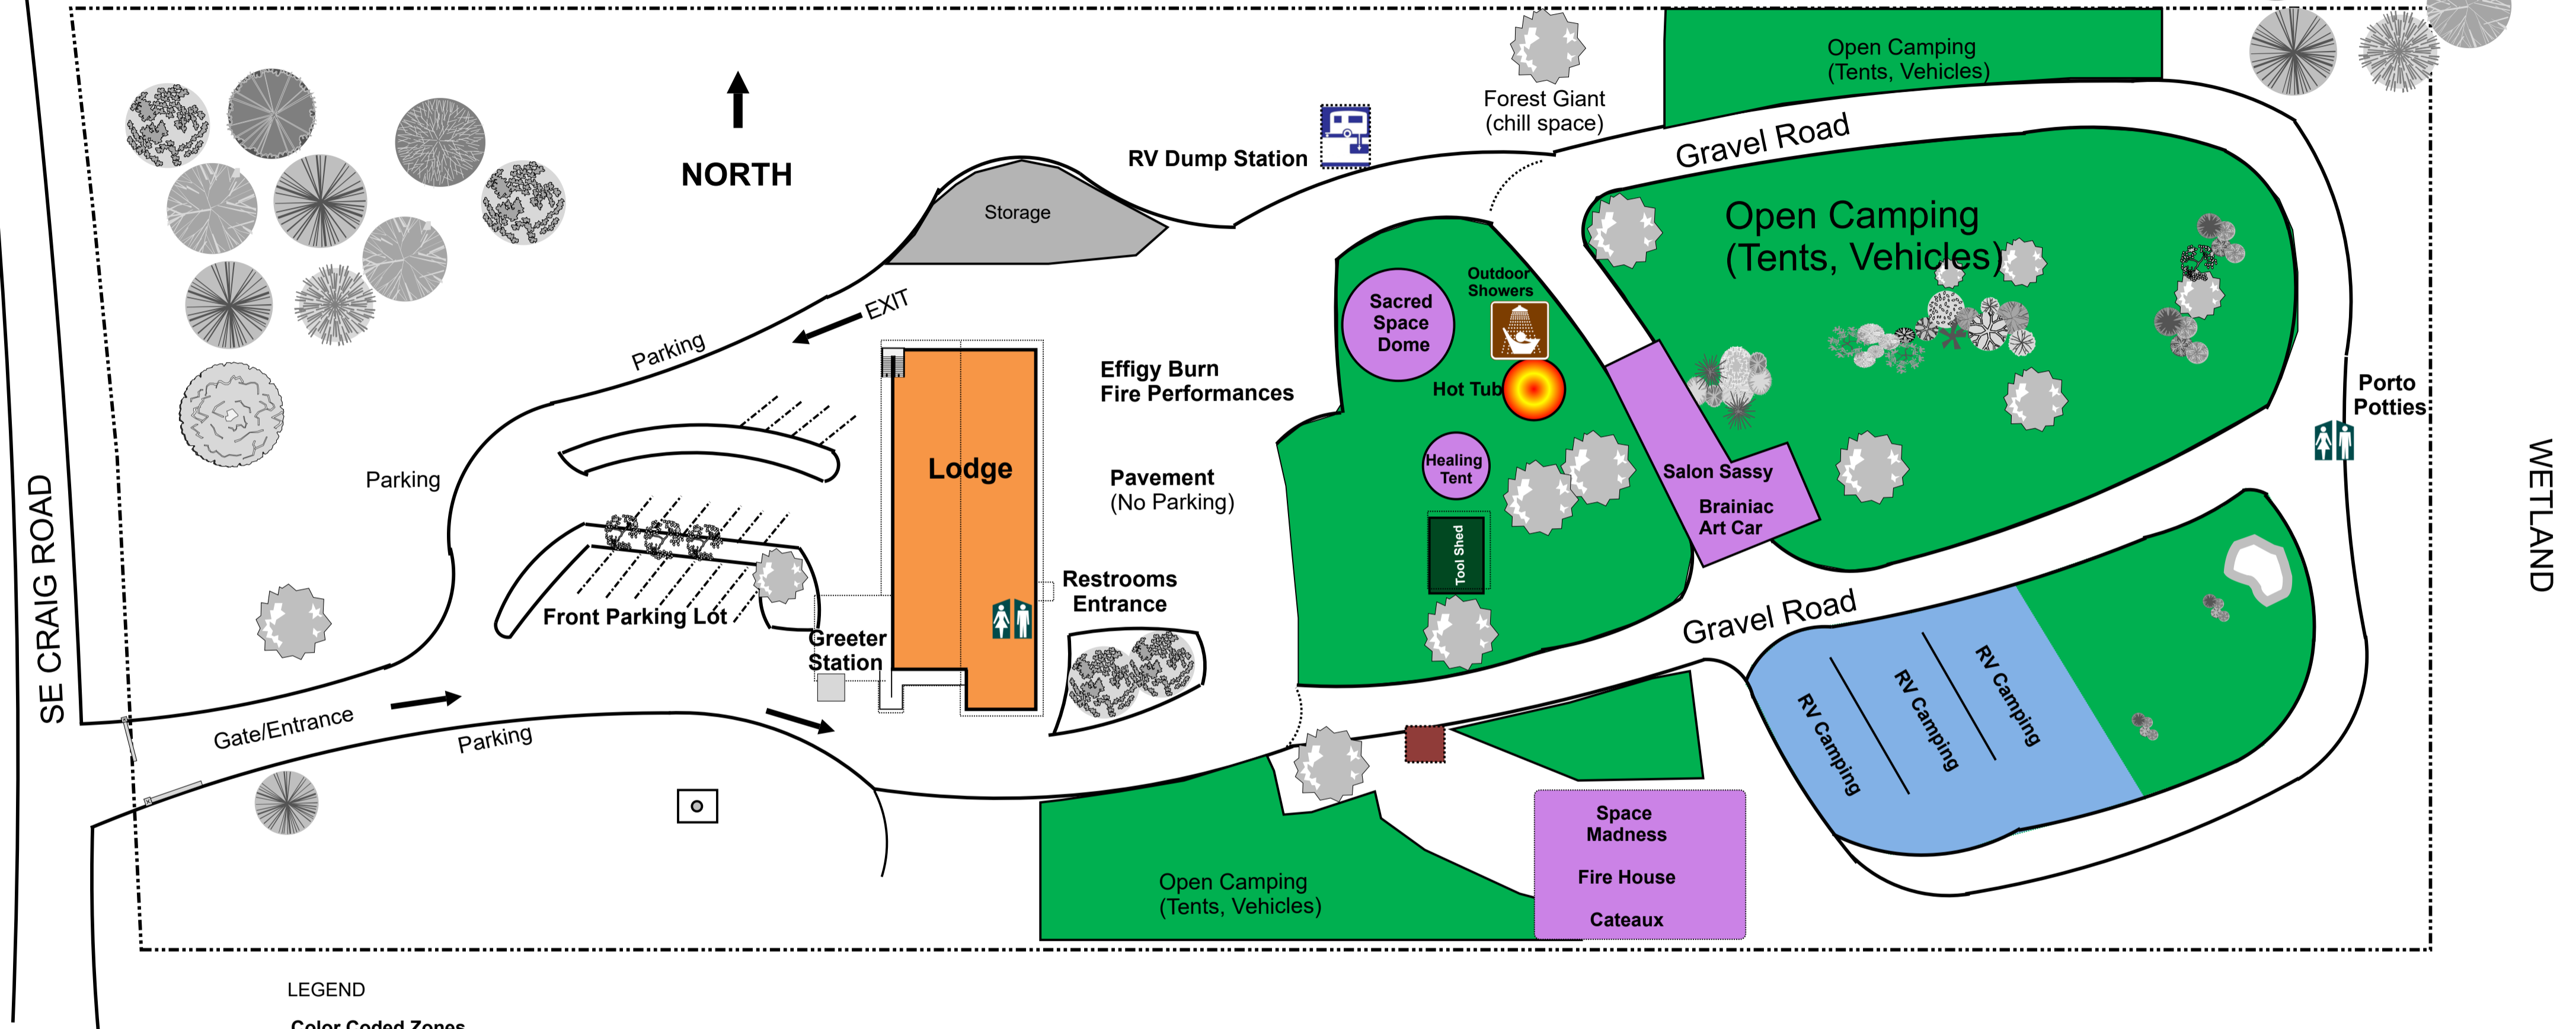 Open Camping
(Tents, Vehicles)
Forest Giant
(chill space)
Gravel Road
RV Dump Station
NORTH
Storage
Open Camping
(Tents, Vehicles)
EXIT
Outdoor
Showers
Sacred
Space
Dome
Parking
Effigy Burn
Fire Performances
Hot Tub
Porto
Potties
Lodge
Parking
Pavement
(No Parking)
Healing
Tent
Salon Sassy
Brainiac
Art Car
WETLAND
SE CRAIG ROAD
Tool Shed
Restrooms
Entrance
Front Parking Lot
Greeter
Station
Gravel Road
RV Camping
RV Camping
RV Camping
Gate/Entrance
Parking
Space
Madness
Fire House
Cateaux
Open Camping
(Tents, Vehicles)
LEGEND
Color Coded Zones